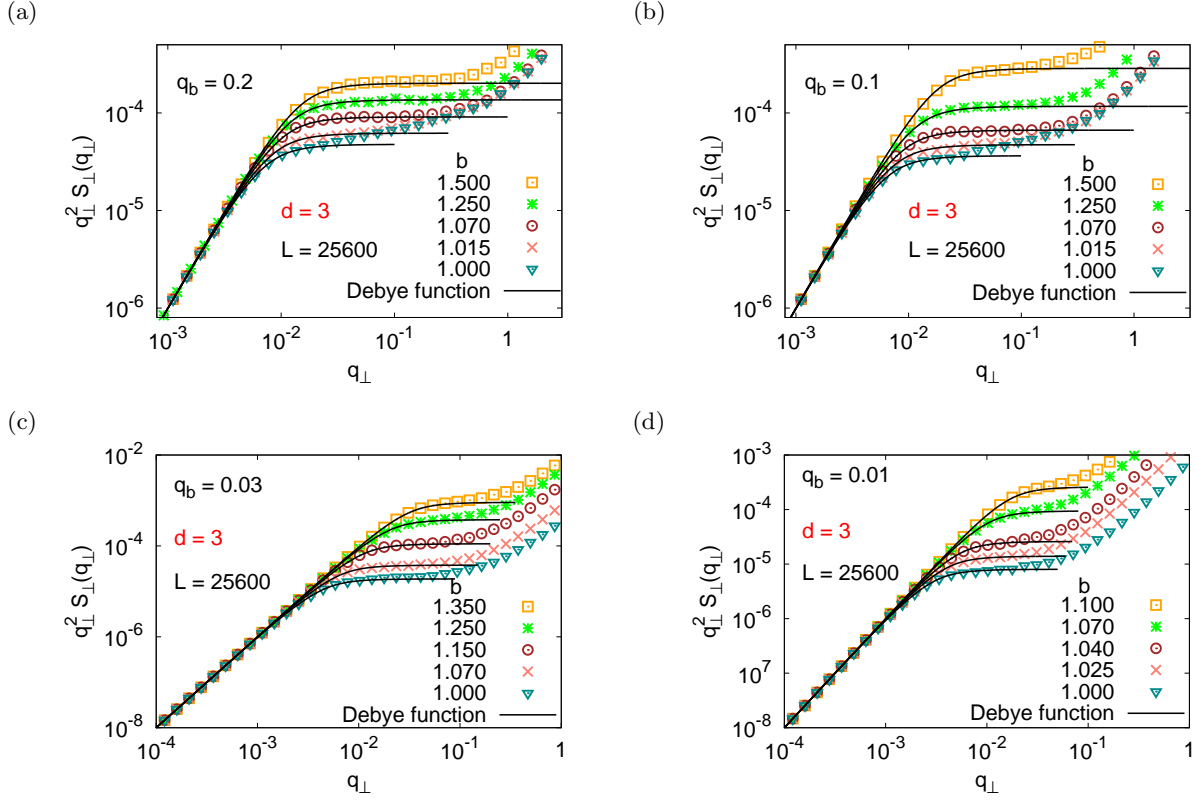 (a)
q⊥² S⊥(q⊥)
10⁻⁴
10⁻⁵
10⁻⁶
q_b = 0.2
d = 3
L = 25600
b
1.500
1.250
1.070
1.015
1.000
Debye function
10⁻³ 10⁻² 10⁻¹ 1
q⊥
(b)
q⊥² S⊥(q⊥)
10⁻⁴
10⁻⁵
10⁻⁶
q_b = 0.1
d = 3
L = 25600
b
1.500
1.250
1.070
1.015
1.000
Debye function
10⁻³ 10⁻² 10⁻¹ 1
q⊥
(c)
q⊥² S⊥(q⊥)
10⁻²
10⁻⁴
10⁻⁶
10⁻⁸
q_b = 0.03
d = 3
L = 25600
b
1.350
1.250
1.150
1.070
1.000
Debye function
10⁻⁴ 10⁻³ 10⁻² 10⁻¹ 1
q⊥
(d)
q⊥² S⊥(q⊥)
10⁻³
10⁻⁴
10⁻⁵
10⁻⁶
10⁷
10⁻⁸
q_b = 0.01
d = 3
L = 25600
b
1.100
1.070
1.040
1.025
1.000
Debye function
10⁻⁴ 10⁻³ 10⁻² 10⁻¹ 1
q⊥